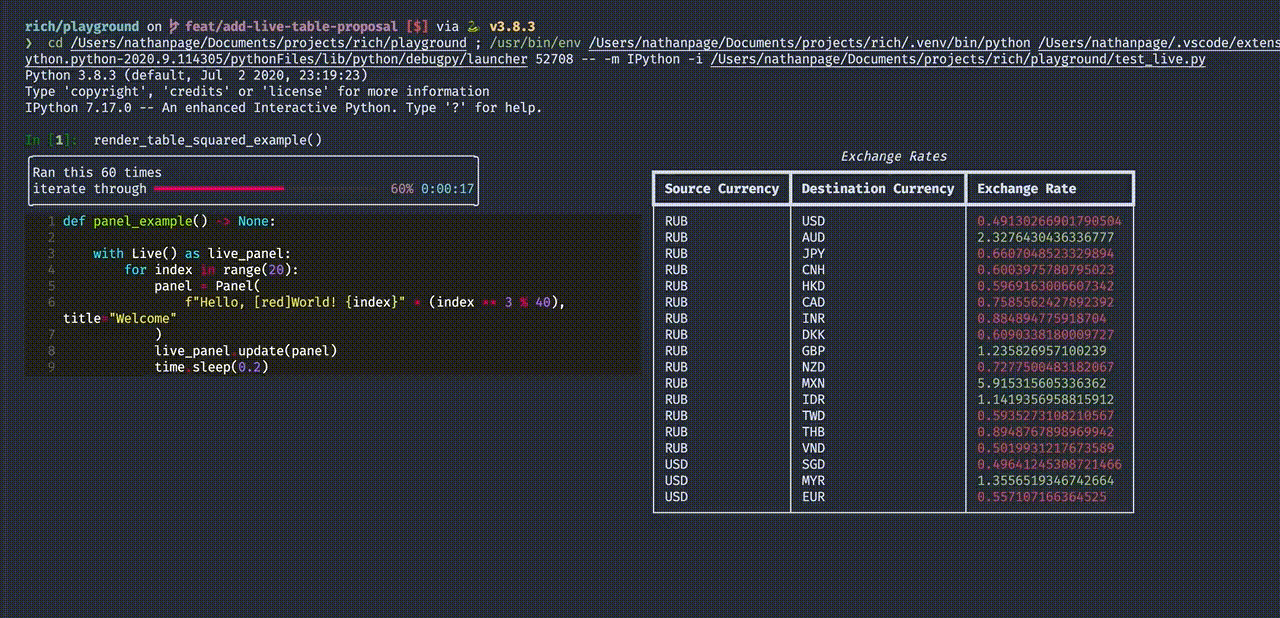 rich/playground on feat/add-live-table-proposal [$] via v3.8.3
❯ cd /Users/nathanpage/Documents/projects/rich/playground ; /usr/bin/env /Users/nathanpage/Documents/projects/rich/.venv/bin/python /Users/nathanpage/.vscode/extens
ython.python-2020.9.114305/pythonFiles/lib/python/debugpy/launcher 52708 -- -m IPython -i /Users/nathanpage/Documents/projects/rich/playground/test_live.py
Python 3.8.3 (default, Jul  2 2020, 23:19:23)
Type 'copyright', 'credits' or 'license' for more information
IPython 7.17.0 -- An enhanced Interactive Python. Type '?' for help.
In [1]: render_table_squared_example()
Ran this 60 times
iterate through 60% 0:00:17
1 def panel_example() -> None:
2
3 with Live() as live_panel:
4 for index in range(20):
5 panel = Panel(
6 f"Hello, [red]World! {index}" * (index ** 3 % 40),
title="Welcome"
7 )
8 live_panel.update(panel)
9 time.sleep(0.2)
Exchange Rates
Source Currency Destination Currency Exchange Rate
RUB USD 0.49130266901790504
RUB AUD 2.3276430436336777
RUB JPY 0.6607048523329894
RUB CNH 0.6003975780795023
RUB HKD 0.5969163006607342
RUB CAD 0.7585562427892392
RUB INR 0.884894775918704
RUB DKK 0.6090338180009727
RUB GBP 1.235826957100239
RUB NZD 0.7277500483182067
RUB MXN 5.915315605336362
RUB IDR 1.1419356958815912
RUB TWD 0.5935273108210567
RUB THB 0.8948767898969942
RUB VND 0.5019931217673589
USD SGD 0.49641245308721466
USD MYR 1.3556519346742664
USD EUR 0.557107166364525